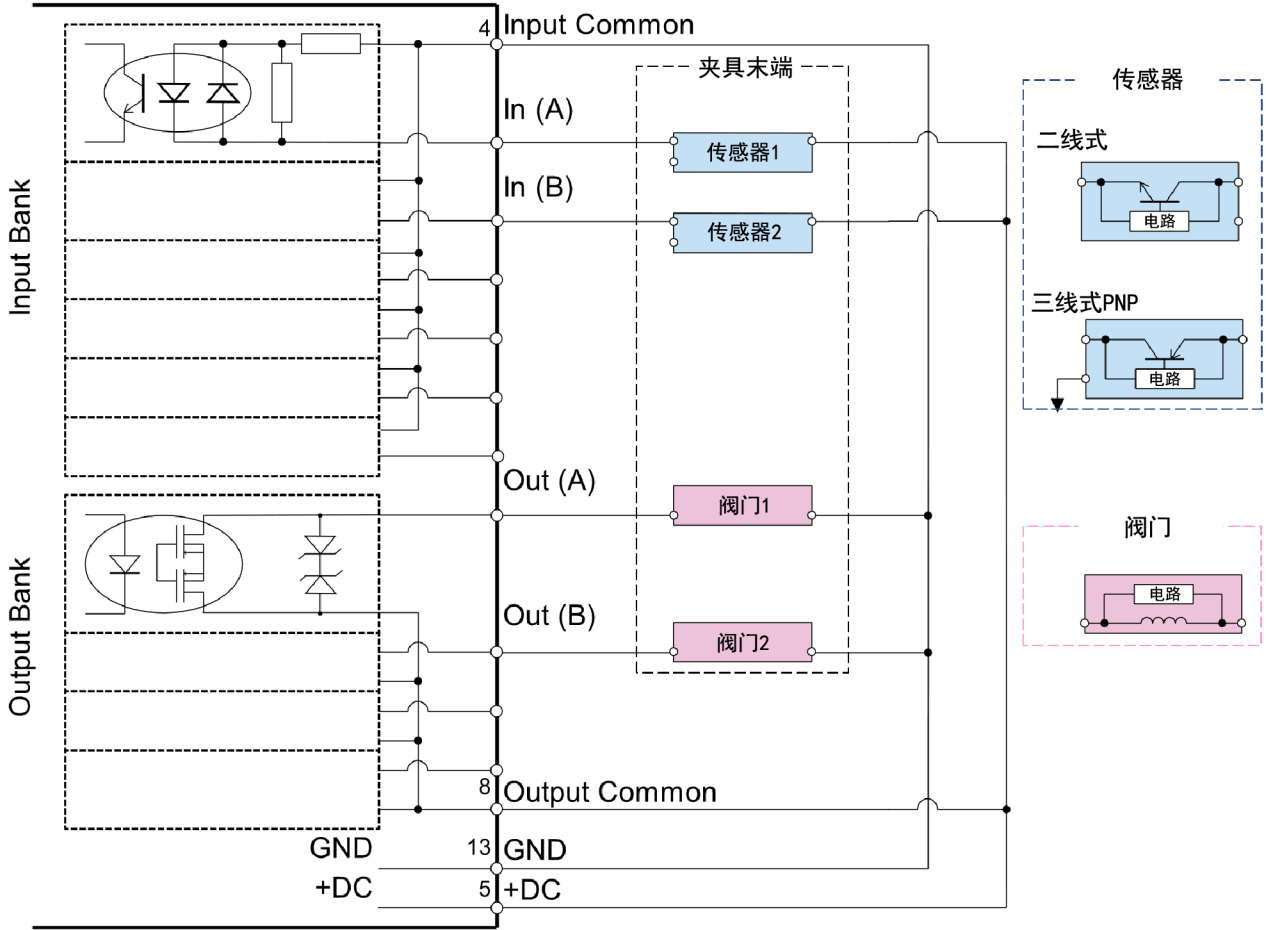 4
Input Common
夹具末端
传感器
In (A)
传感器1
二线式
电路
In (B)
传感器2
Input Bank
三线式PNP
电路
Out (A)
阀门1
阀门
电路
Output Bank
Out (B)
阀门2
8
Output Common
GND
13
GND
+DC
5
+DC